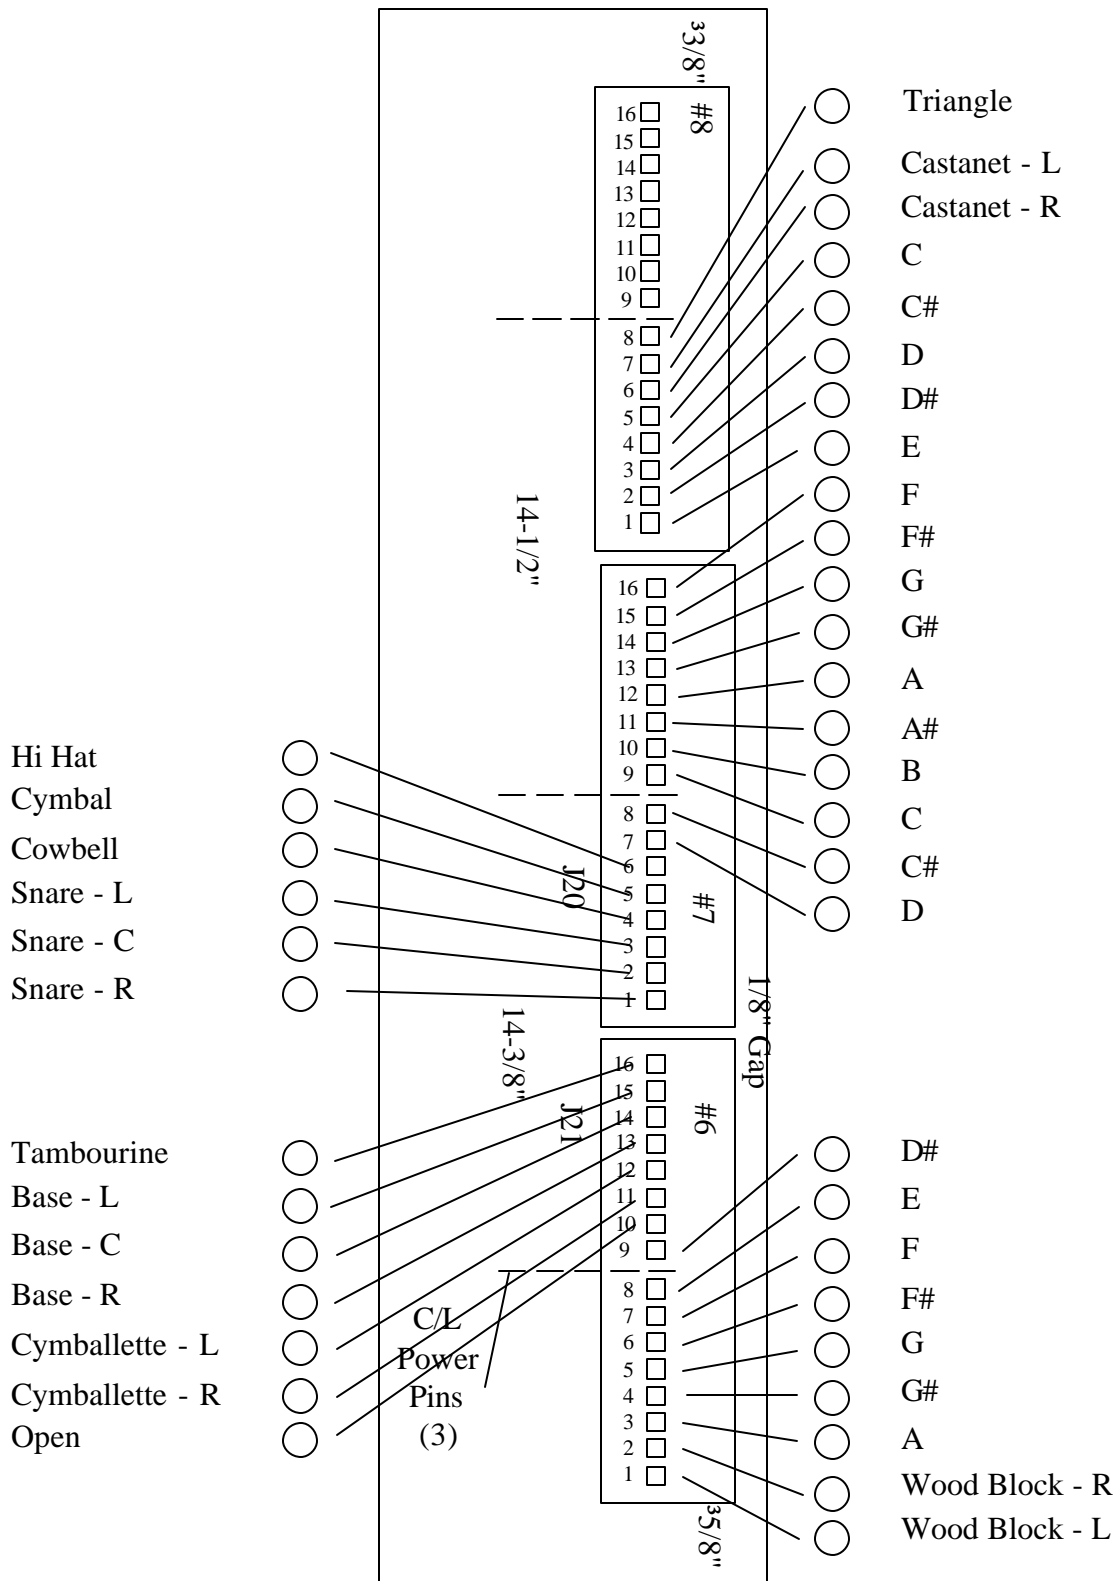 33/8"
#8
16
15
14
13
12
11
10
9
8
7
6
5
4
3
2
1
Triangle
Castanet - L
Castanet - R
C
C#
D
D#
E
F
F#
G
G#
A
A#
B
C
C#
D
14-1/2"
16
15
14
13
12
11
10
9
8
7
6
5
4
3
2
1
J20
#7
Hi Hat
Cymbal
Cowbell
Snare - L
Snare - C
Snare - R
14-3/8"
1/8" Gap
16
15
14
13
12
11
10
9
8
7
6
5
4
3
2
1
J21
#6
Tambourine
Base - L
Base - C
Base - R
Cymballette - L
Cymballette - R
Open
C/L
Power
Pins
(3)
D#
E
F
F#
G
G#
A
Wood Block - R
Wood Block - L
35/8"